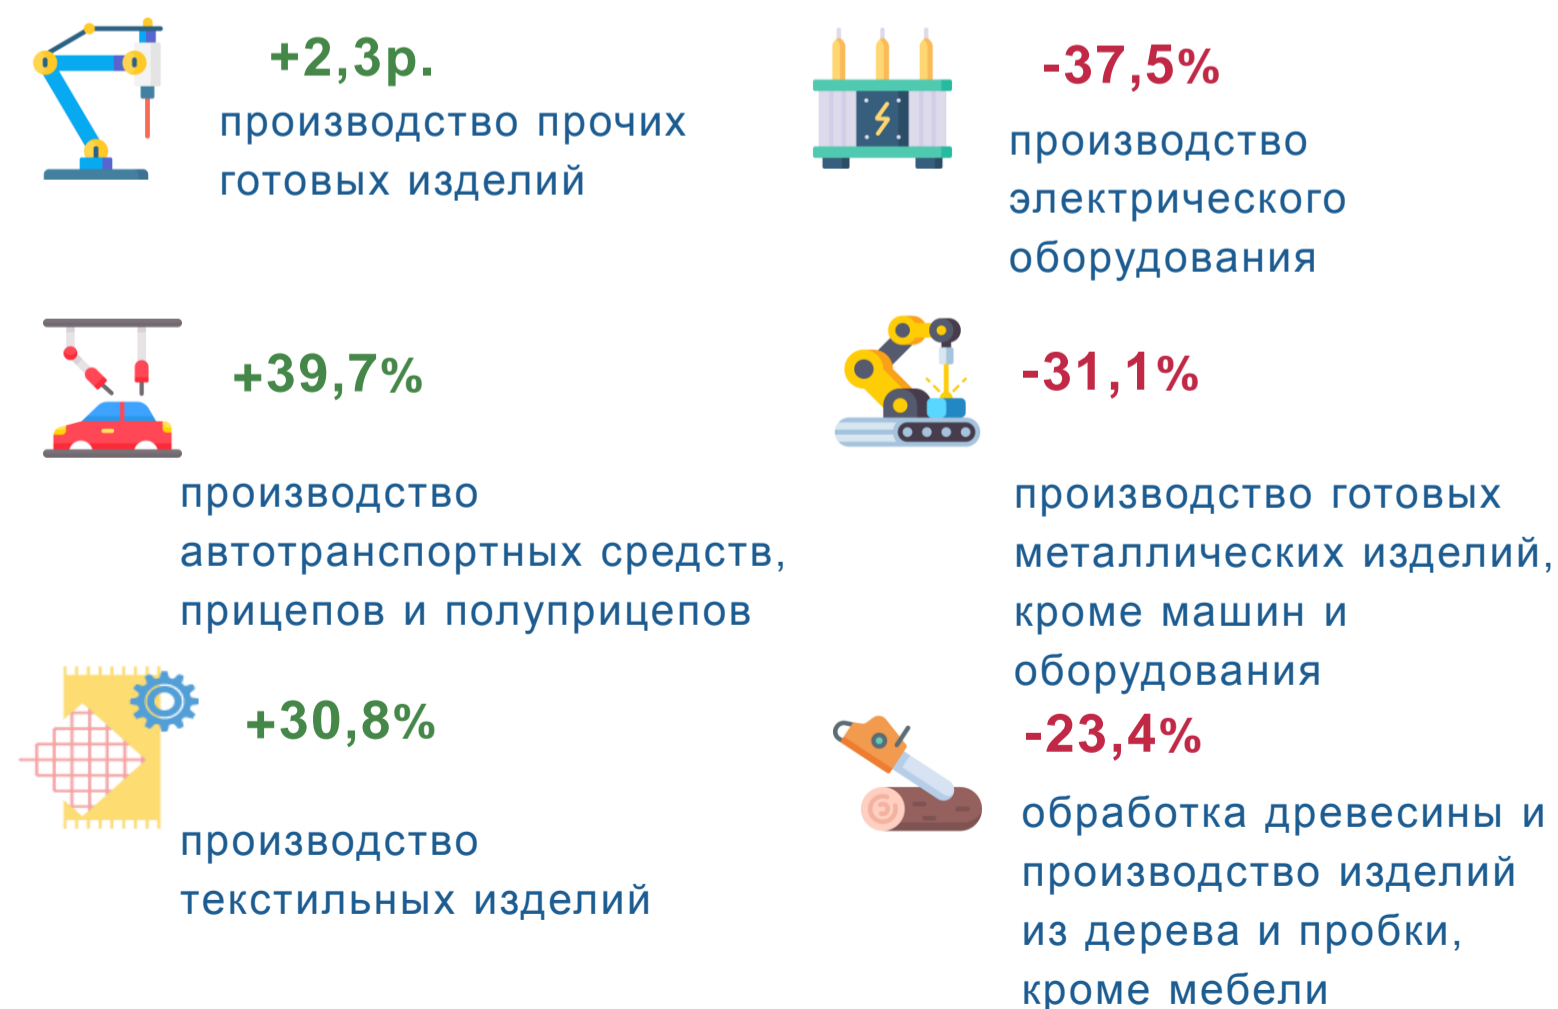 +2,3р.
производство прочих
готовых изделий
+39,7%
производство
автотранспортных средств,
прицепов и полуприцепов
+30,8%
производство
текстильных изделий
-37,5%
производство
электрического
оборудования
-31,1%
производство готовых
металлических изделий,
кроме машин и
оборудования
-23,4%
обработка древесины и
производство изделий
из дерева и пробки,
кроме мебели